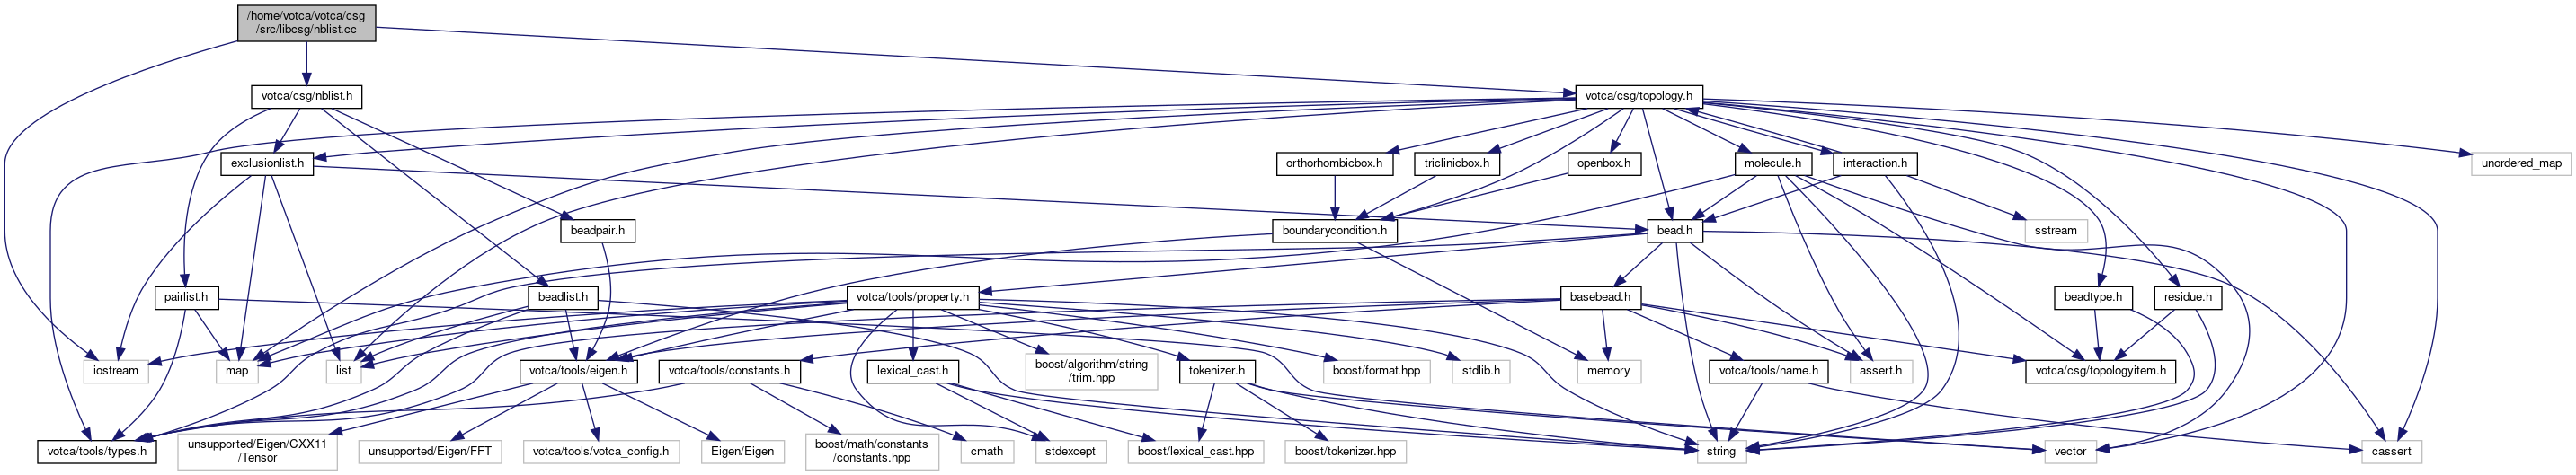 /home/votca/votca/csg
/src/libcsg/nblist.cc
votca/csg/nblist.h
votca/csg/topology.h
exclusionlist.h
orthorhombicbox.h
triclinicbox.h
openbox.h
molecule.h
interaction.h
unordered_map
beadpair.h
boundarycondition.h
bead.h
sstream
pairlist.h
beadlist.h
votca/tools/property.h
basebead.h
beadtype.h
residue.h
iostream
map
list
votca/tools/eigen.h
votca/tools/constants.h
lexical_cast.h
boost/algorithm/string
/trim.hpp
tokenizer.h
boost/format.hpp
stdlib.h
memory
votca/tools/name.h
assert.h
votca/csg/topologyitem.h
votca/tools/types.h
unsupported/Eigen/CXX11
/Tensor
unsupported/Eigen/FFT
votca/tools/votca_config.h
Eigen/Eigen
boost/math/constants
/constants.hpp
cmath
stdexcept
boost/lexical_cast.hpp
boost/tokenizer.hpp
string
vector
cassert